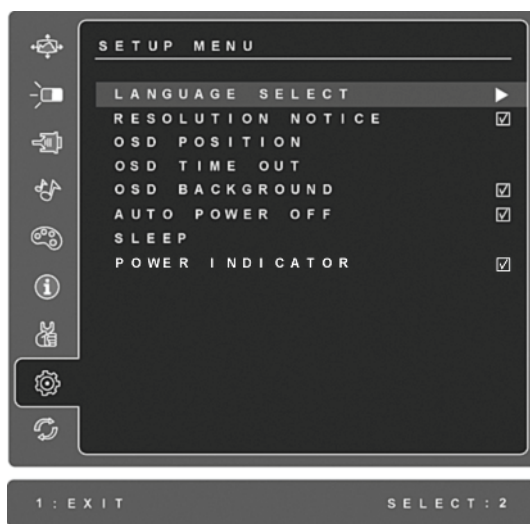 SETUP MENU
LANGUAGE SELECT
RESOLUTION NOTICE
OSD POSITION
OSD TIME OUT
OSD BACKGROUND
AUTO POWER OFF
SLEEP
POWER INDICATOR
1:EXIT SELECT:2